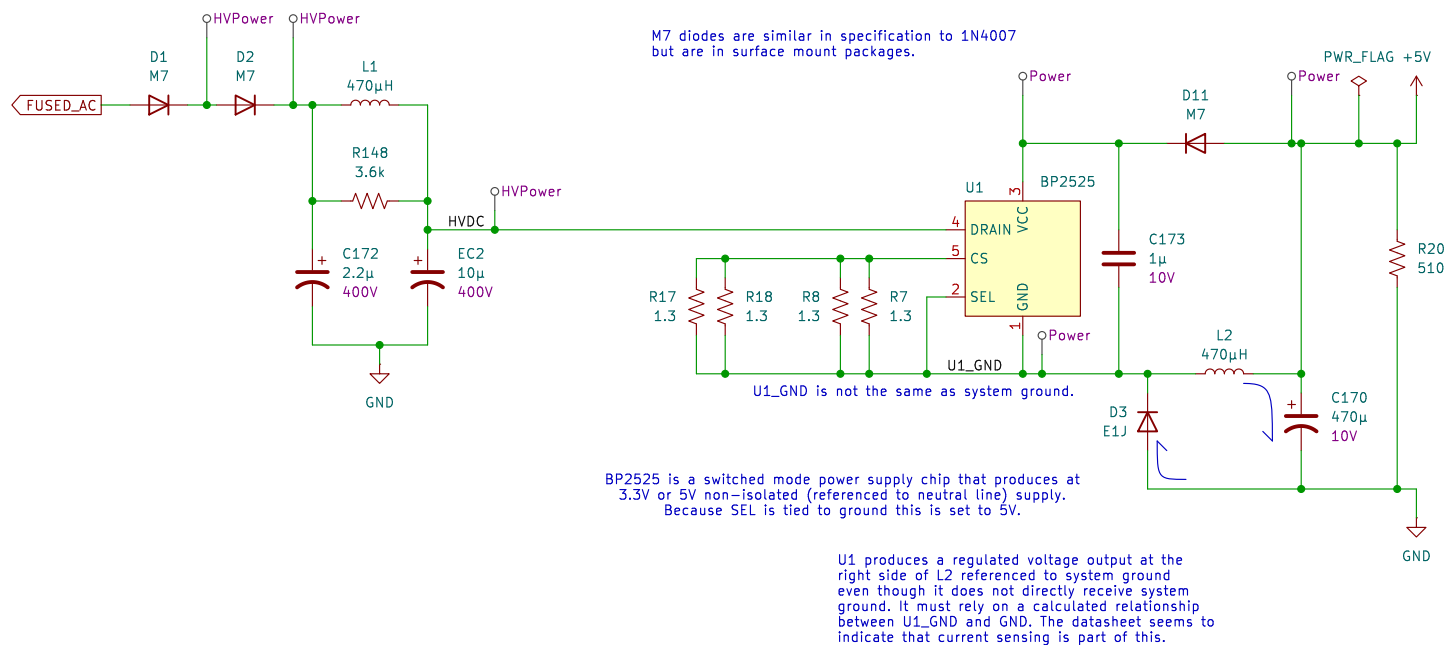 HVPower
HVPower
D1
M7
D2
M7
L1
470µH
FUSED_AC
R148
3.6k
HVPower
HVDC
C172
2.2µ
400V
+
EC2
10µ
400V
+
GND
M7 diodes are similar in specification to 1N4007
but are in surface mount packages.
Power
Power
PWR_FLAG
+5V
D11
M7
U1
BP2525
3
VCC
4
DRAIN
5
CS
2
SEL
GND
1
C173
1µ
10V
R20
510
R17
1.3
R18
1.3
R8
1.3
R7
1.3
Power
U1_GND
L2
470µH
U1_GND is not the same as system ground.
D3
E1J
+
C170
470µ
10V
BP2525 is a switched mode power supply chip that produces at
3.3V or 5V non-isolated (referenced to neutral line) supply.
Because SEL is tied to ground this is set to 5V.
GND
U1 produces a regulated voltage output at the
right side of L2 referenced to system ground
even though it does not directly receive system
ground. It must rely on a calculated relationship
between U1_GND and GND. The datasheet seems to
indicate that current sensing is part of this.